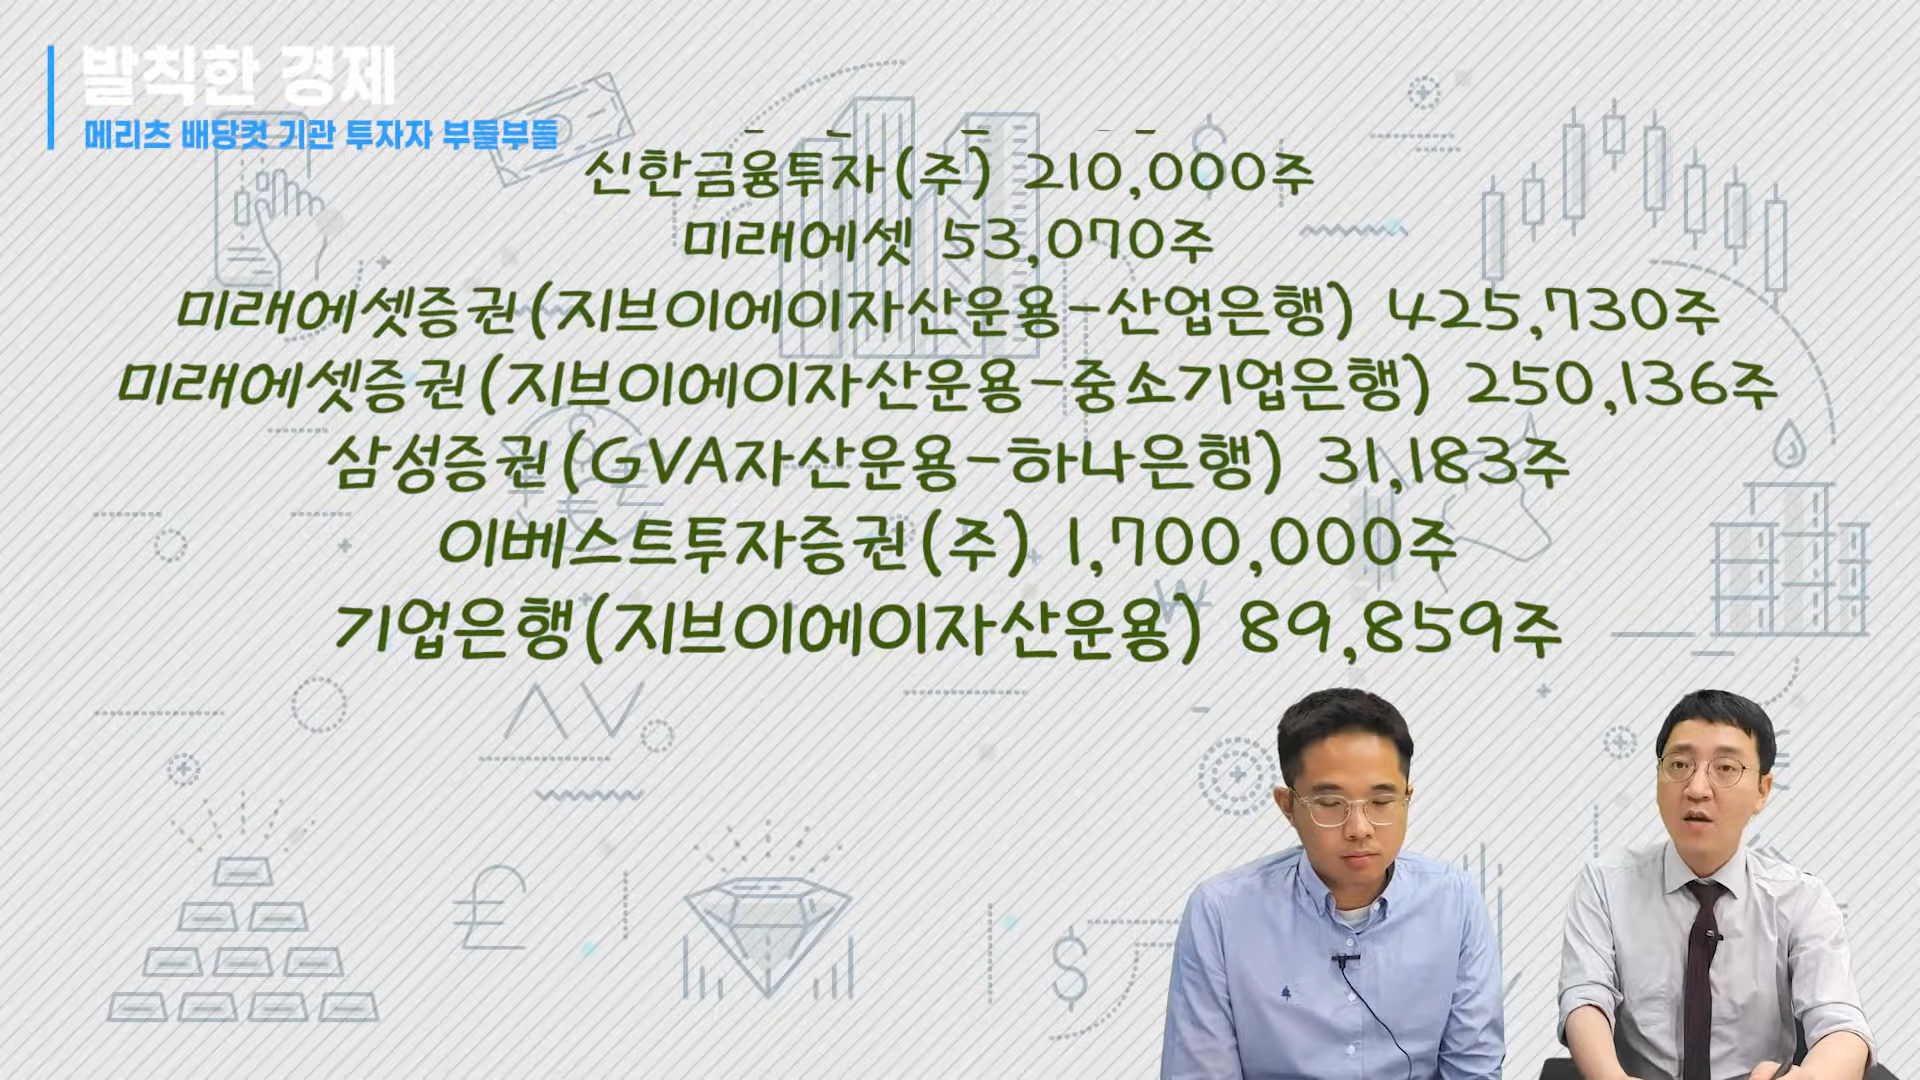 발칙한 경제
메리츠 배당컷 기관 투자자 부들부들
신한금융투자(주) 210,000주
미래에셋 53,070주
미래에셋증권(지브이에이자산운용-산업은행) 425,730주
미래에셋증권(지브이에이자산운용-중소기업은행) 250,136주
삼성증권(GVA자산운용-하나은행) 31,183주
이베스트투자증권(주) 1,700,000주
기업은행(지브이에이자산운용) 89,859주